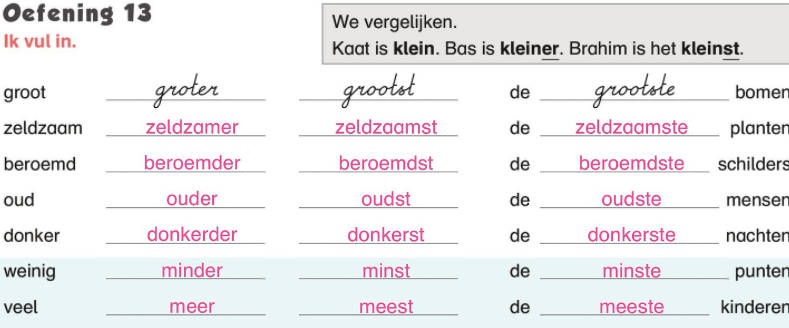 Oefening 13
Ik vul in.
We vergelijken.
Kaat is klein. Bas is kleiner. Brahim is het kleinst.
groot groter grootst de grootste bomen
zeldzaam zeldzamer zeldzaamst de zeldzaamste planten
beroemd beroemder beroemdst de beroemdste schilders
oud ouder oudst de oudste mensen
donker donkerder donkerst de donkerste nachten
weinig minder minst de minste punten
veel meer meest de meeste kinderen